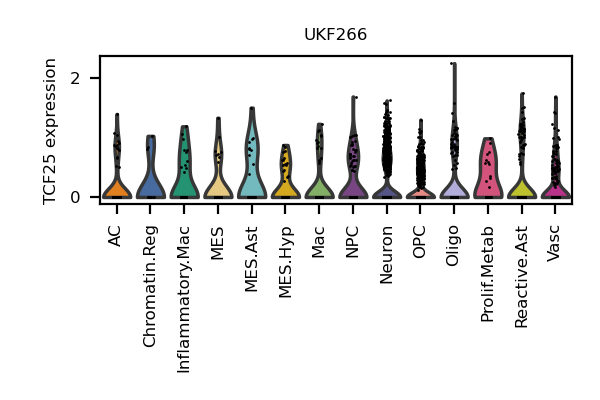 UKF266
TCF25 expression
2
0
AC
Chromatin.Reg
Inflammatory.Mac
MES
MES.Ast
MES.Hyp
Mac
NPC
Neuron
OPC
Oligo
Prolif.Metab
Reactive.Ast
Vasc